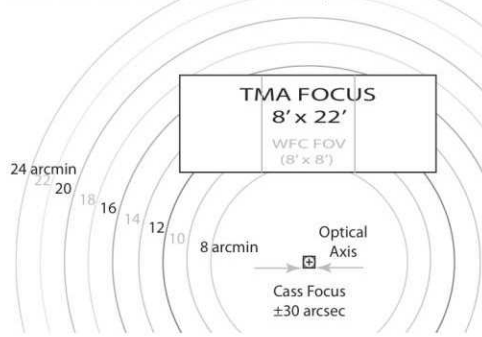 TMA FOCUS
8' x 22'
WFC FOV
(8' x 8')
24 arcmin
22
20
18
16
14
12
10
8 arcmin
Optical
Axis
Cass Focus
±30 arcsec